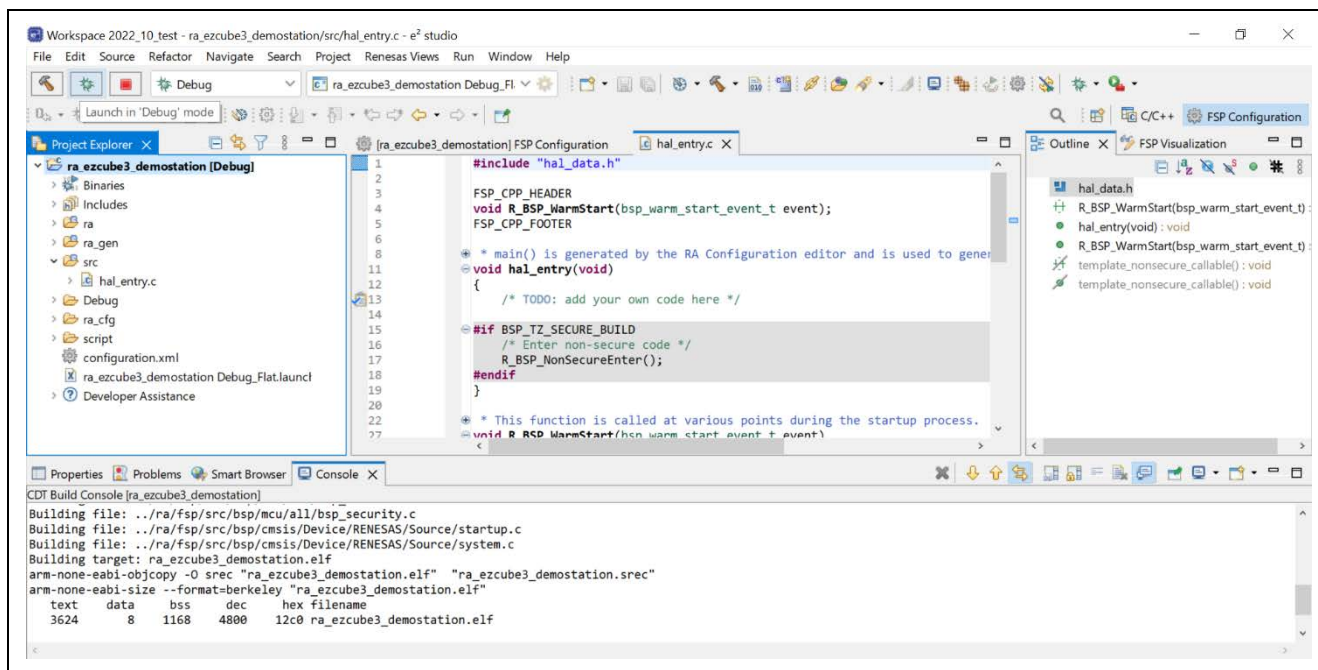 Workspace 2022_10_test - ra_ezcube3_demostation/src/hal_entry.c - e² studio
File Edit Source Refactor Navigate Search Project Renesas Views Run Window Help
Debug
ra_ezcube3_demostation Debug_Fl
Launch in 'Debug' mode
C/C++
FSP Configuration
Project Explorer
ra_ezcube3_demostation [Debug]
Binaries
Includes
ra
ra_gen
src
hal_entry.c
Debug
ra_cfg
script
configuration.xml
ra_ezcube3_demostation Debug_Flat.launch
Developer Assistance
[ra_ezcube3_demostation] FSP Configuration
hal_entry.c
1 #include "hal_data.h"
2
3 FSP_CPP_HEADER
4 void R_BSP_WarmStart(bsp_warm_start_event_t event);
5 FSP_CPP_FOOTER
6
8 * main() is generated by the RA Configuration editor and is used to gener
11 void hal_entry(void)
12 {
13 /* TODO: add your own code here */
14
15 #if BSP_TZ_SECURE_BUILD
16 /* Enter non-secure code */
17 R_BSP_NonSecureEnter();
18 #endif
19 }
20
22 * This function is called at various points during the startup process.
27 void R_BSP_WarmStart(bsp_warm_start_event_t event)
Outline
FSP Visualization
hal_data.h
R_BSP_WarmStart(bsp_warm_start_event_t) :
hal_entry(void) : void
R_BSP_WarmStart(bsp_warm_start_event_t) :
template_nonsecure_callable() : void
template_nonsecure_callable() : void
Properties Problems Smart Browser Console
CDT Build Console [ra_ezcube3_demostation]
Building file: ../ra/fsp/src/bsp/mcu/all/bsp_security.c
Building file: ../ra/fsp/src/bsp/cmsis/Device/RENESAS/Source/startup.c
Building file: ../ra/fsp/src/bsp/cmsis/Device/RENESAS/Source/system.c
Building target: ra_ezcube3_demostation.elf
arm-none-eabi-objcopy -O srec "ra_ezcube3_demostation.elf" "ra_ezcube3_demostation.srec"
arm-none-eabi-size --format=berkeley "ra_ezcube3_demostation.elf"
text data bss dec hex filename
3624 8 1168 4800 12c0 ra_ezcube3_demostation.elf